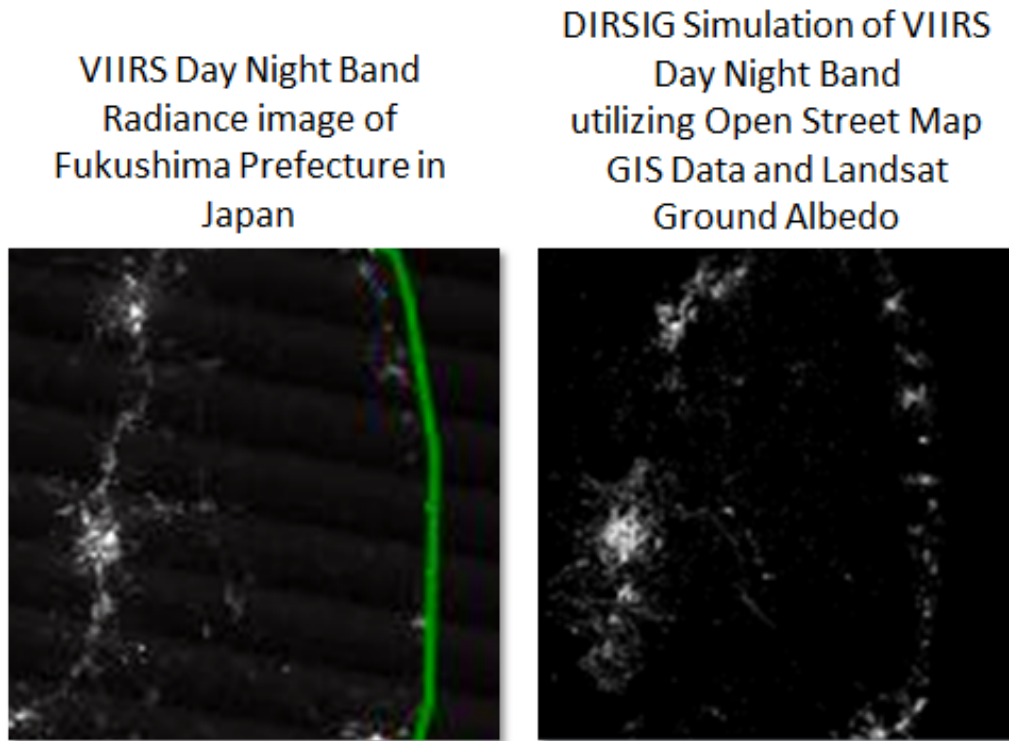 VIIRS Day Night Band
Radiance image of
Fukushima Prefecture in
Japan
DIRSIG Simulation of VIIRS
Day Night Band
utilizing Open Street Map
GIS Data and Landsat
Ground Albedo